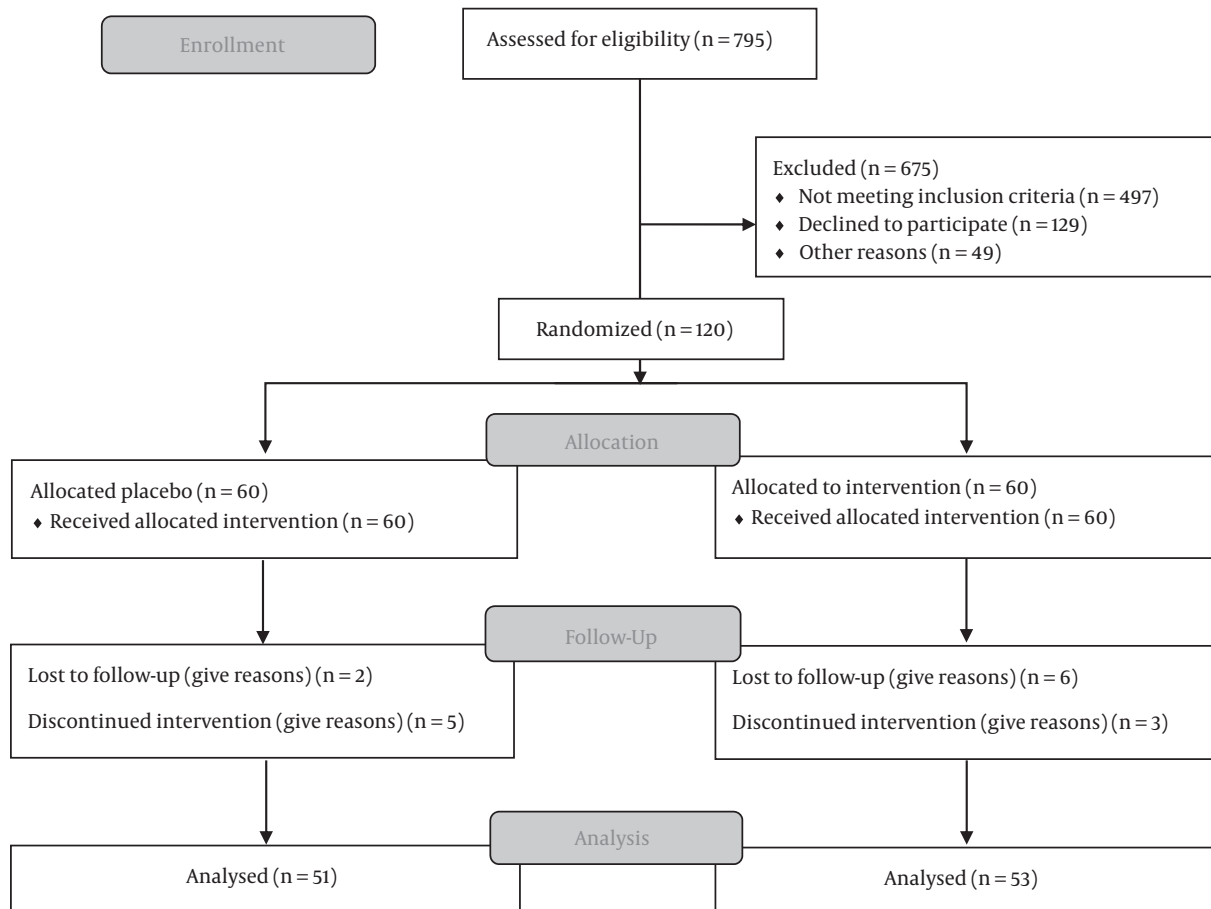 Enrollment
Assessed for eligibility (n = 795)
Excluded (n = 675)
♦ Not meeting inclusion criteria (n = 497)
♦ Declined to participate (n = 129)
♦ Other reasons (n = 49)
Randomized (n = 120)
Allocation
Allocated placebo (n = 60)
♦ Received allocated intervention (n = 60)
Allocated to intervention (n = 60)
♦ Received allocated intervention (n = 60)
Follow-Up
Lost to follow-up (give reasons) (n = 2)
Discontinued intervention (give reasons) (n = 5)
Lost to follow-up (give reasons) (n = 6)
Discontinued intervention (give reasons) (n = 3)
Analysis
Analysed (n = 51)
Analysed (n = 53)